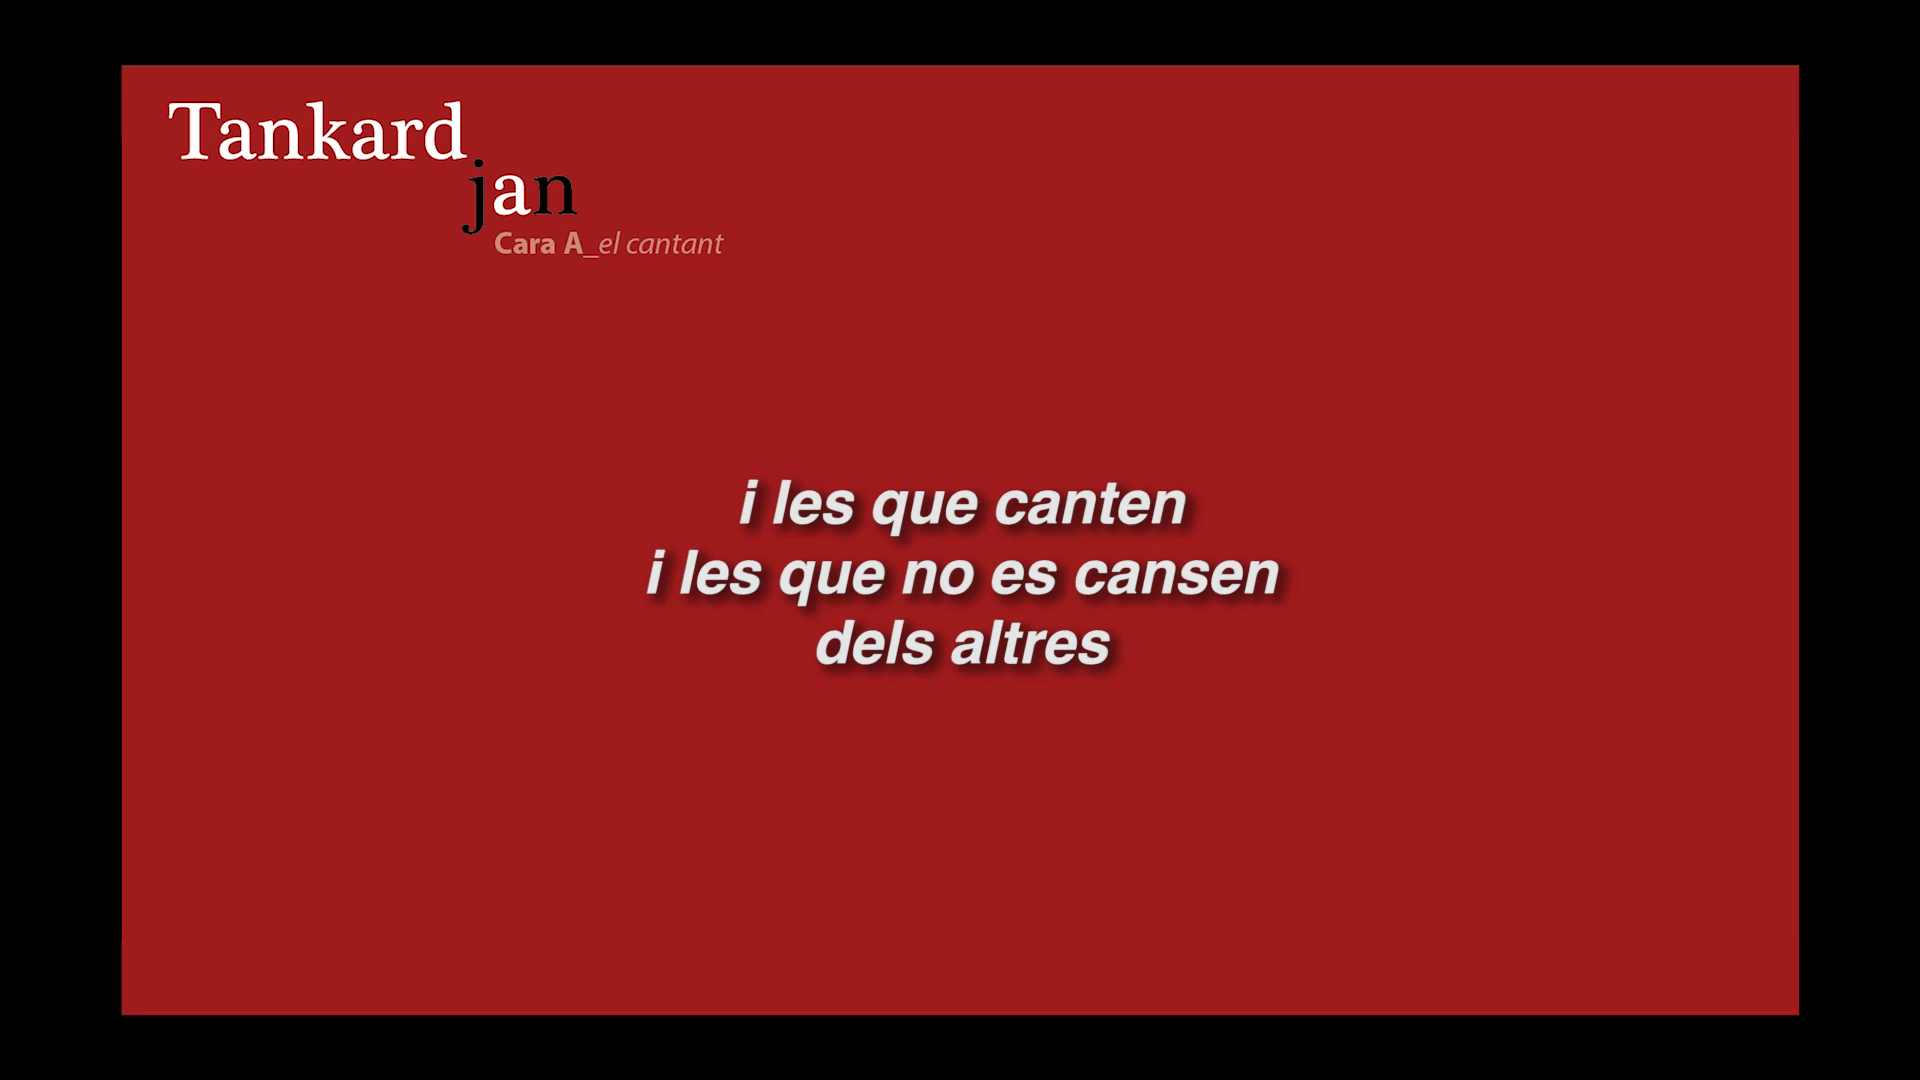 Tankard
jan
Cara A_el cantant
i les que canten
i les que no es cansen
dels altres